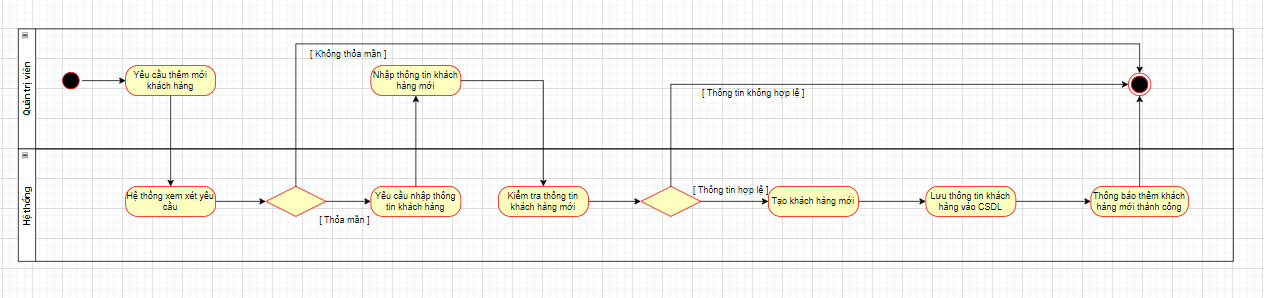 Quản trị viên
[ Không thỏa mãn ]
Yêu cầu thêm mới
khách hàng
Nhập thông tin khách
hàng mới
[ Thông tin không hợp lệ ]
Hệ thống
Hệ thống xem xét yêu
cầu
[ Thỏa mãn ]
Yêu cầu nhập thông
tin khách hàng
Kiểm tra thông tin
khách hàng mới
[ Thông tin hợp lệ ]
Tạo khách hàng mới
Lưu thông tin khách
hàng vào CSDL
Thông báo thêm khách
hàng mới thành công